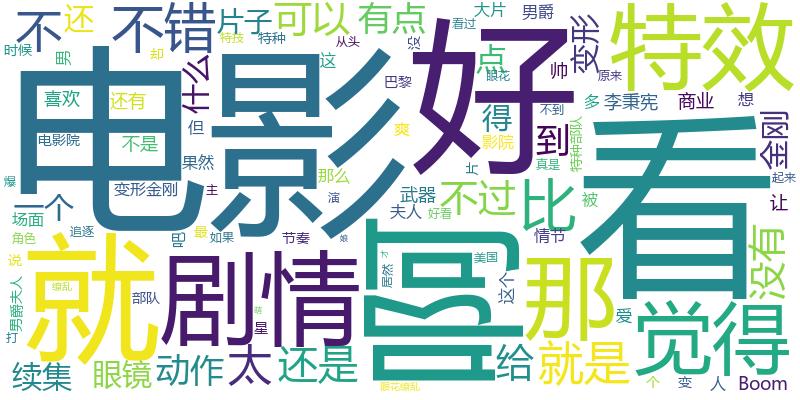 不
还
不错
片子
可以
有点
大片
男爵
变形
特效
时候
男
却
特技
特种
从头
没
看过
电影
好
点
眼花
帅
原来
喜欢
还有
什么
这
巴黎
多
李秉宪
商业
想
金刚
电影院
不是
但
爽
得
影院
到
不到
特种部队
看
爆
变形金刚
果然
那么
武器
不过
比
真是
被
起来
让
一个
主
演
夫人
好看
场面
追逐
吧
最
如果
节奏
娘
情节
没有
角色
说
就
剧情
啊
才
居然
美国
这个
那
爱
觉得
打
男爵夫人
缭乱
部队
星
萌
续集
眼镜
动作
太
还是
给
就是
眼花缭乱
个
变
人
Boom